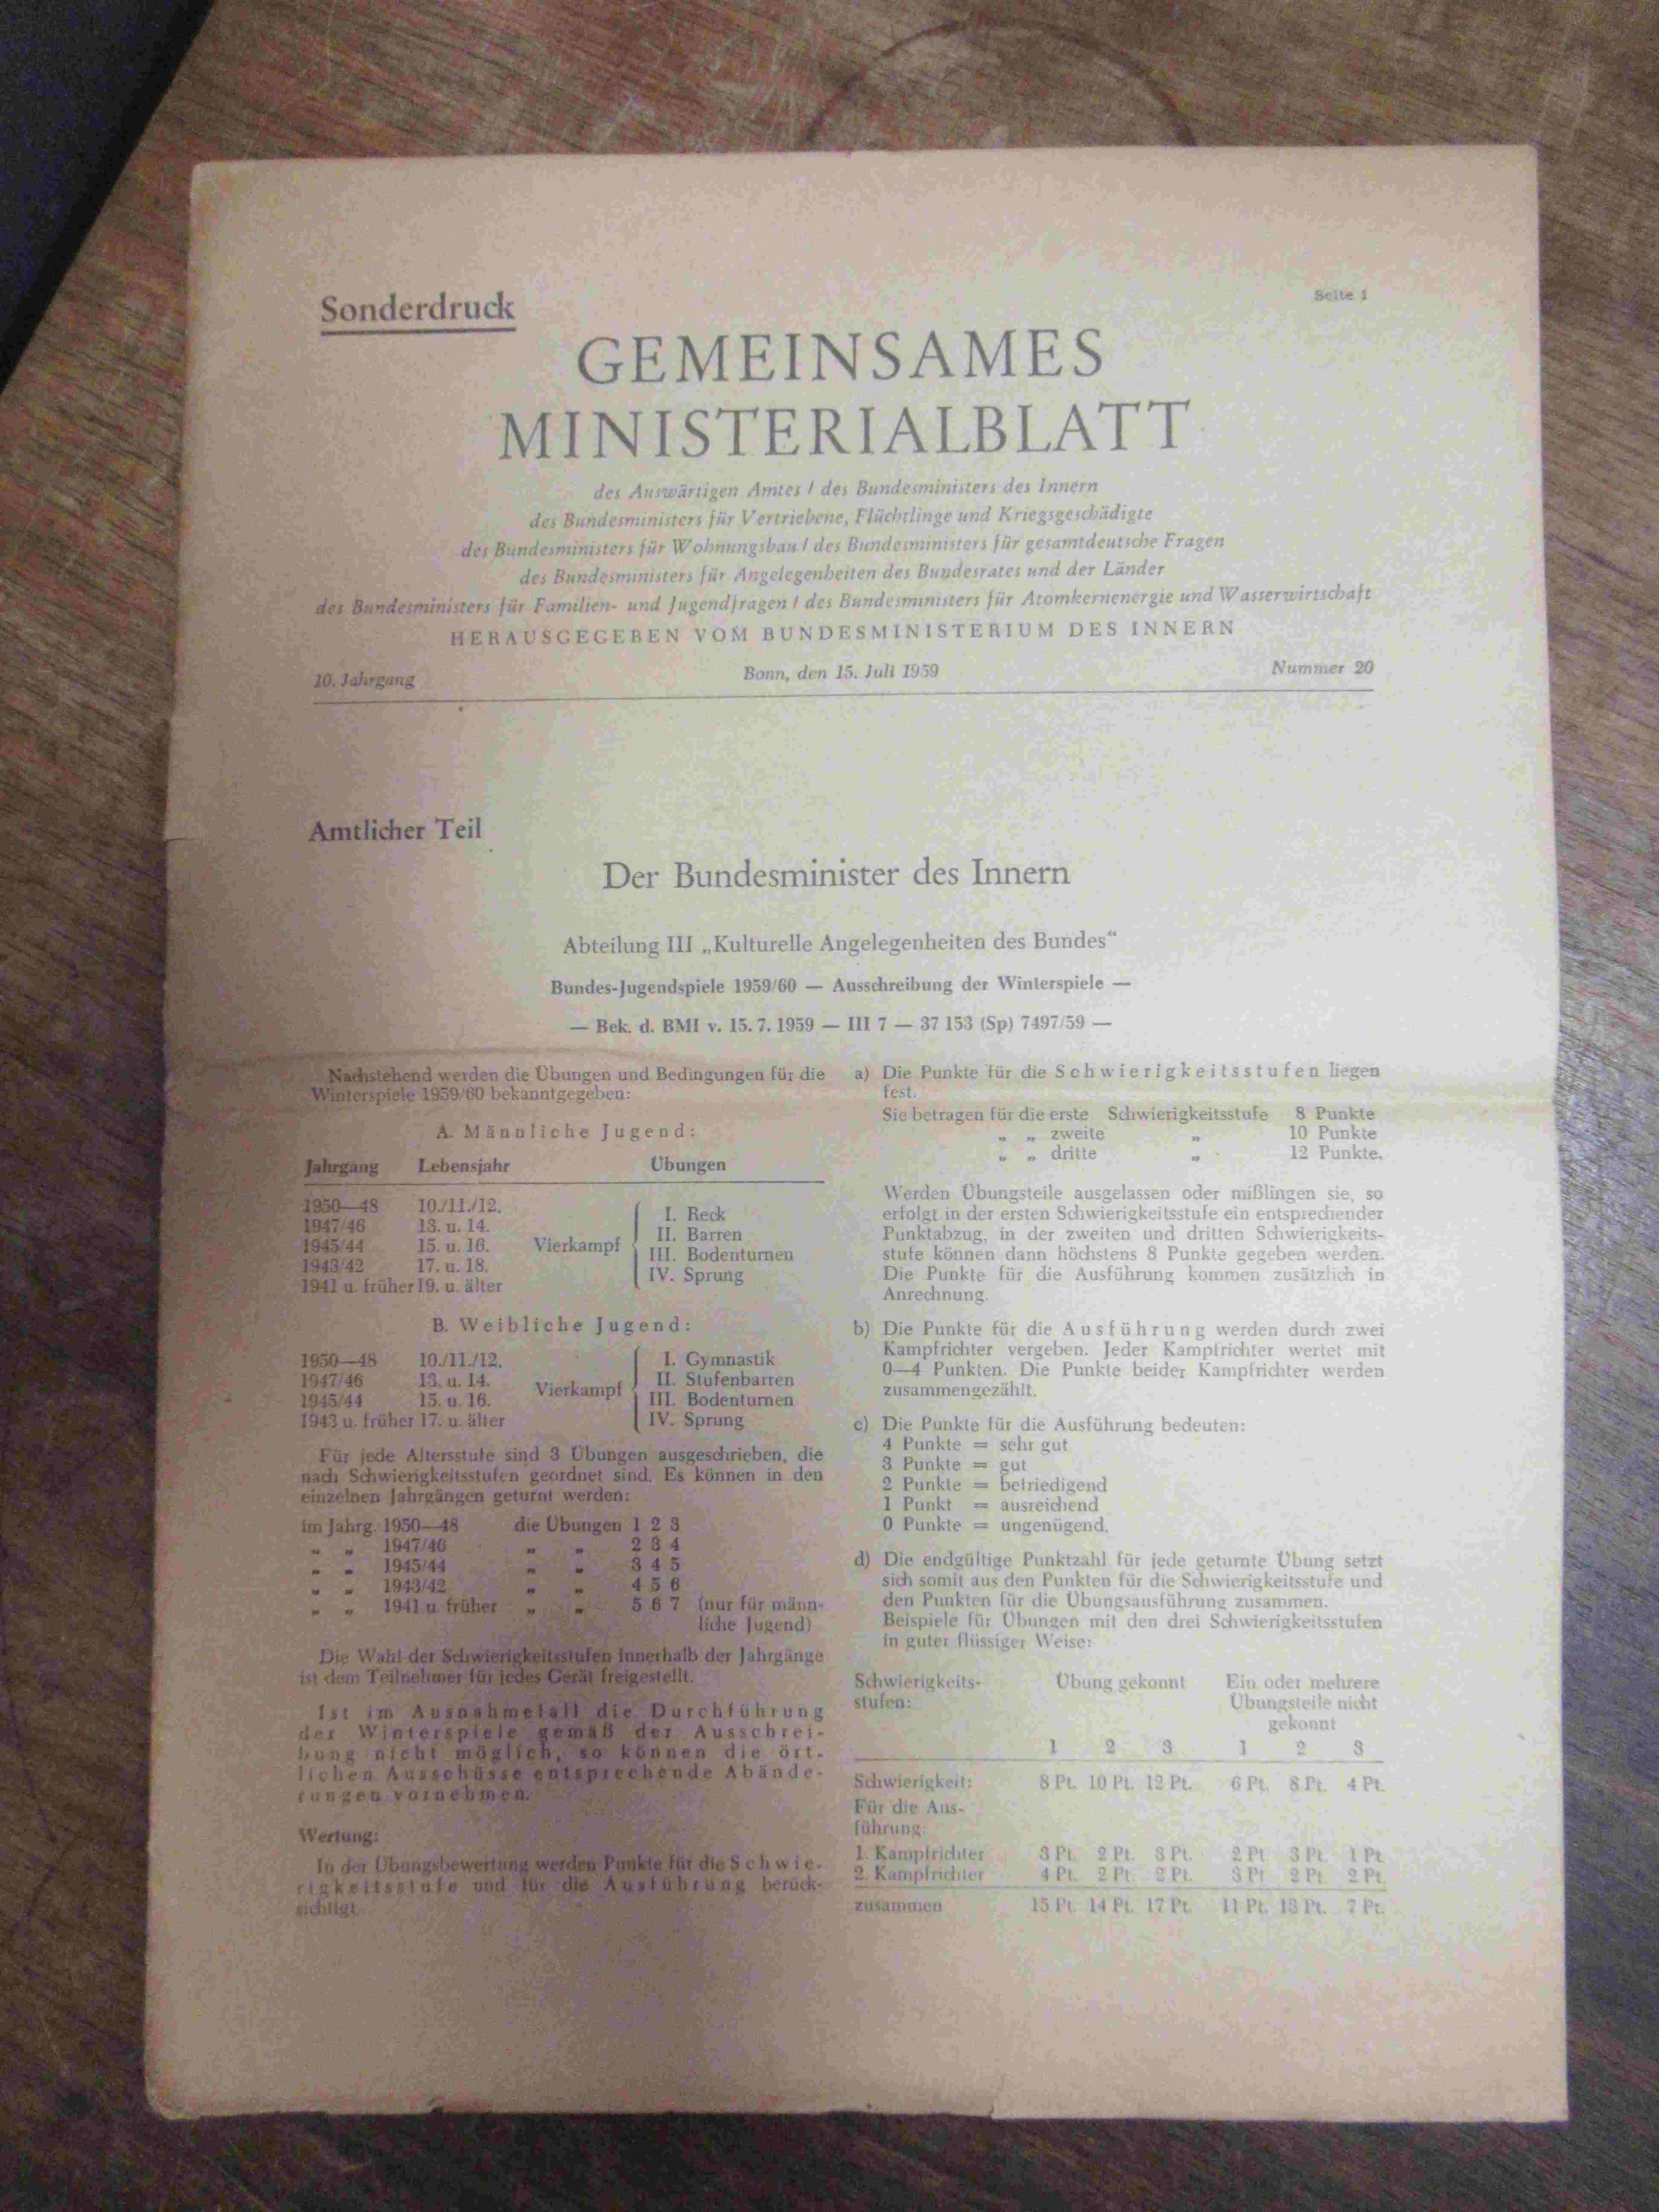 Sonderdruck
Seite 1
GEMEINSAMES
MINISTERIALBLATT
des Auswärtigen Amtes / des Bundesministers des Innern
des Bundesministers für Vertriebene, Flüchtlinge und Kriegsgeschädigte
des Bundesministers für Wohnungsbau / des Bundesministers für gesamtdeutsche Fragen
des Bundesministers für Angelegenheiten des Bundesrates und der Länder
des Bundesministers für Familien- und Jugendfragen / des Bundesministers für Atomkernenergie und Wasserwirtschaft
HERAUSGEGEBEN VOM BUNDESMINISTERIUM DES INNERN
10. Jahrgang Bonn, den 15. Juli 1959 Nummer 20
Amtlicher Teil
Der Bundesminister des Innern
Abteilung III „Kulturelle Angelegenheiten des Bundes“
Bundes-Jugendspiele 1959/60 — Ausschreibung der Winterspiele —
— Bek. d. BMI v. 15. 7. 1959 — III 7 — 37 153 (Sp) 7497/59 —
Nachstehend werden die Übungen und Bedingungen für die
Winterspiele 1959/60 bekanntgegeben:
A. Männliche Jugend:
Jahrgang Lebensjahr Übungen
1950—48 10./11./12. I. Reck
1947/46 13. u. 14. II. Barren
1945/44 15. u. 16. Vierkampf III. Bodenturnen
1943/42 17. u. 18. IV. Sprung
1941 u. früher 19. u. älter
B. Weibliche Jugend:
1950—48 10./11./12. I. Gymnastik
1947/46 13. u. 14. II. Stufenbarren
1945/44 15. u. 16. Vierkampf III. Bodenturnen
1943 u. früher 17. u. älter IV. Sprung
Für jede Altersstufe sind 3 Übungen ausgeschrieben, die
nach Schwierigkeitsstufen geordnet sind. Es können in den
einzelnen Jahrgängen geturnt werden:
im Jahrg. 1950—48 die Übungen 1 2 3
„ „ 1947/46 „ „ 2 3 4
„ „ 1945/44 „ „ 3 4 5
„ „ 1943/42 „ „ 4 5 6
„ „ 1941 u. früher „ „ 5 6 7 (nur für männ-
liche Jugend)
Die Wahl der Schwierigkeitsstufen innerhalb der Jahrgänge
ist dem Teilnehmer für jedes Gerät freigestellt.
Ist im Ausnahmefall die Durchführung
der Winterspiele gemäß der Ausschrei-
bung nicht möglich, so können die ört-
lichen Ausschüsse entsprechende Abände-
rungen vornehmen.
Wertung:
In der Übungsbewertung werden Punkte für die Schwie-
rigkeitsstufe und für die Ausführung berück-
sichtigt.
a) Die Punkte für die Schwierigkeitsstufen liegen
fest.
Sie betragen für die erste Schwierigkeitsstufe 8 Punkte
„ „ zweite „ 10 Punkte
„ „ dritte „ 12 Punkte.
Werden Übungsteile ausgelassen oder mißlingen sie, so
erfolgt in der ersten Schwierigkeitsstufe ein entsprechender
Punktabzug, in der zweiten und dritten Schwierigkeits-
stufe können dann höchstens 8 Punkte gegeben werden.
Die Punkte für die Ausführung kommen zusätzlich in
Anrechnung.
b) Die Punkte für die Ausführung werden durch zwei
Kampfrichter vergeben. Jeder Kampfrichter wertet mit
0—4 Punkten. Die Punkte beider Kampfrichter werden
zusammengezählt.
c) Die Punkte für die Ausführung bedeuten:
4 Punkte = sehr gut
3 Punkte = gut
2 Punkte = befriedigend
1 Punkt = ausreichend
0 Punkte = ungenügend.
d) Die endgültige Punktzahl für jede geturnte Übung setzt
sich somit aus den Punkten für die Schwierigkeitsstufe und
den Punkten für die Übungsausführung zusammen.
Beispiele für Übungen mit den drei Schwierigkeitsstufen
in guter flüssiger Weise:
Schwierigkeits- Übung gekonnt Ein oder mehrere
stufen: Übungsteile nicht
gekonnt
1 2 3 1 2 3
Schwierigkeit: 8 Pt. 10 Pt. 12 Pt. 6 Pt. 8 Pt. 4 Pt.
Für die Aus-
führung:
1. Kampfrichter 3 Pt. 2 Pt. 3 Pt. 2 Pt. 3 Pt. 1 Pt.
2. Kampfrichter 4 Pt. 2 Pt. 2 Pt. 3 Pt. 2 Pt. 2 Pt.
zusammen 15 Pt. 14 Pt. 17 Pt. 11 Pt. 13 Pt. 7 Pt.